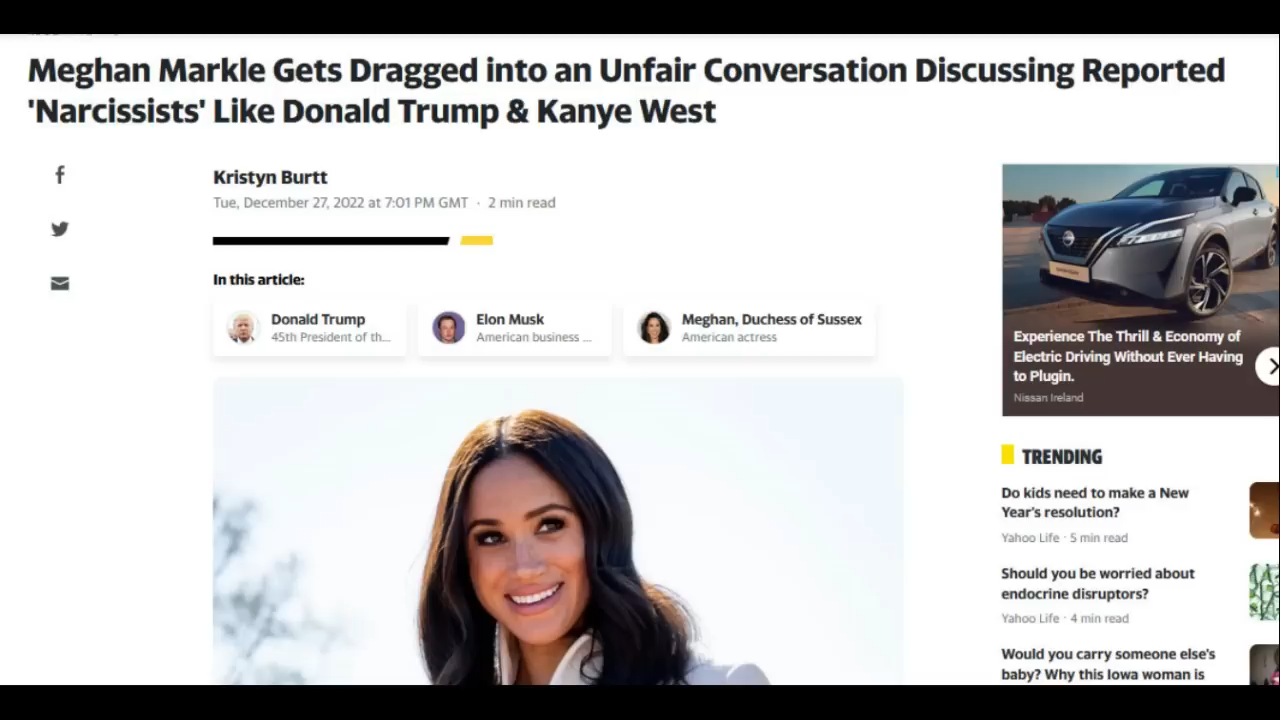 Meghan Markle Gets Dragged into an Unfair Conversation Discussing Reported
'Narcissists' Like Donald Trump & Kanye West
Kristyn Burtt
Tue, December 27, 2022 at 7:01 PM GMT · 2 min read
In this article:
Donald Trump
45th President of th...
Elon Musk
American business ...
Meghan, Duchess of Sussex
American actress
Experience The Thrill & Economy of
Electric Driving Without Ever Having
to Plugin.
Nissan Ireland
TRENDING
Do kids need to make a New
Year's resolution?
Yahoo Life · 5 min read
Should you be worried about
endocrine disruptors?
Yahoo Life · 4 min read
Would you carry someone else's
baby? Why this Iowa woman is